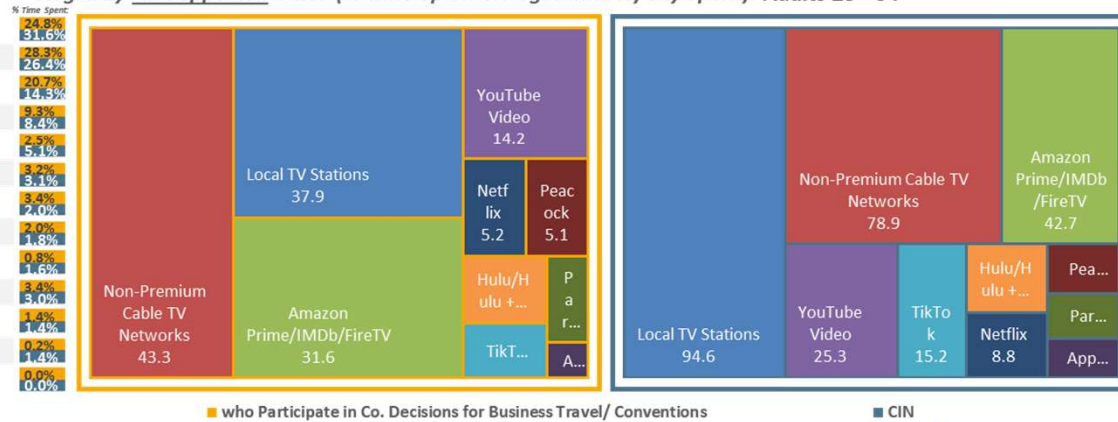 % Time Spent:
24.8%
31.6%
28.3%
26.4%
20.7%
14.3%
9.3%
8.4%
2.5%
5.1%
3.2%
3.1%
3.4%
2.0%
2.0%
1.8%
0.8%
1.6%
3.4%
3.0%
1.4%
1.4%
0.2%
1.4%
0.0%
0.0%
Non-Premium
Cable TV
Networks
43.3
Local TV Stations
37.9
Amazon
Prime/IMDb/FireTV
31.6
YouTube
Video
14.2
Netf
lix
5.2
Peac
ock
5.1
Hulu/H
ulu +...
TikT...
P
a
r...
A...
Local TV Stations
94.6
Non-Premium Cable TV
Networks
78.9
Amazon
Prime/IMDb
/FireTV
42.7
YouTube
Video
25.3
TikTo
k
15.2
Hulu/H
ulu +...
Netflix
8.8
Pea...
Par...
App...
who Participate in Co. Decisions for Business Travel/ Conventions
CIN